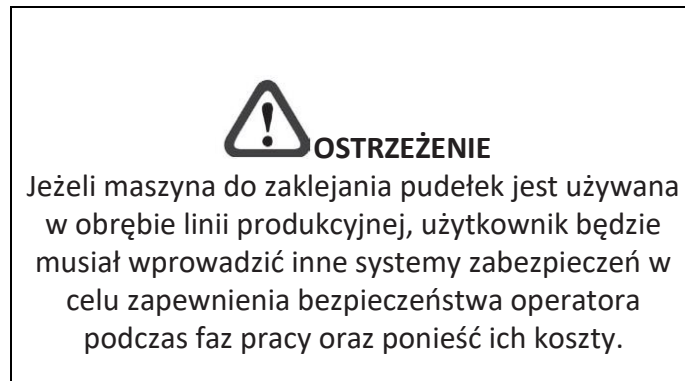 OSTRZEŻENIE
Jeżeli maszyna do zaklejania pudełek jest używana
w obrębie linii produkcyjnej, użytkownik będzie
musiał wprowadzić inne systemy zabezpieczeń w
celu zapewnienia bezpieczeństwa operatora
podczas faz pracy oraz ponieść ich koszty.